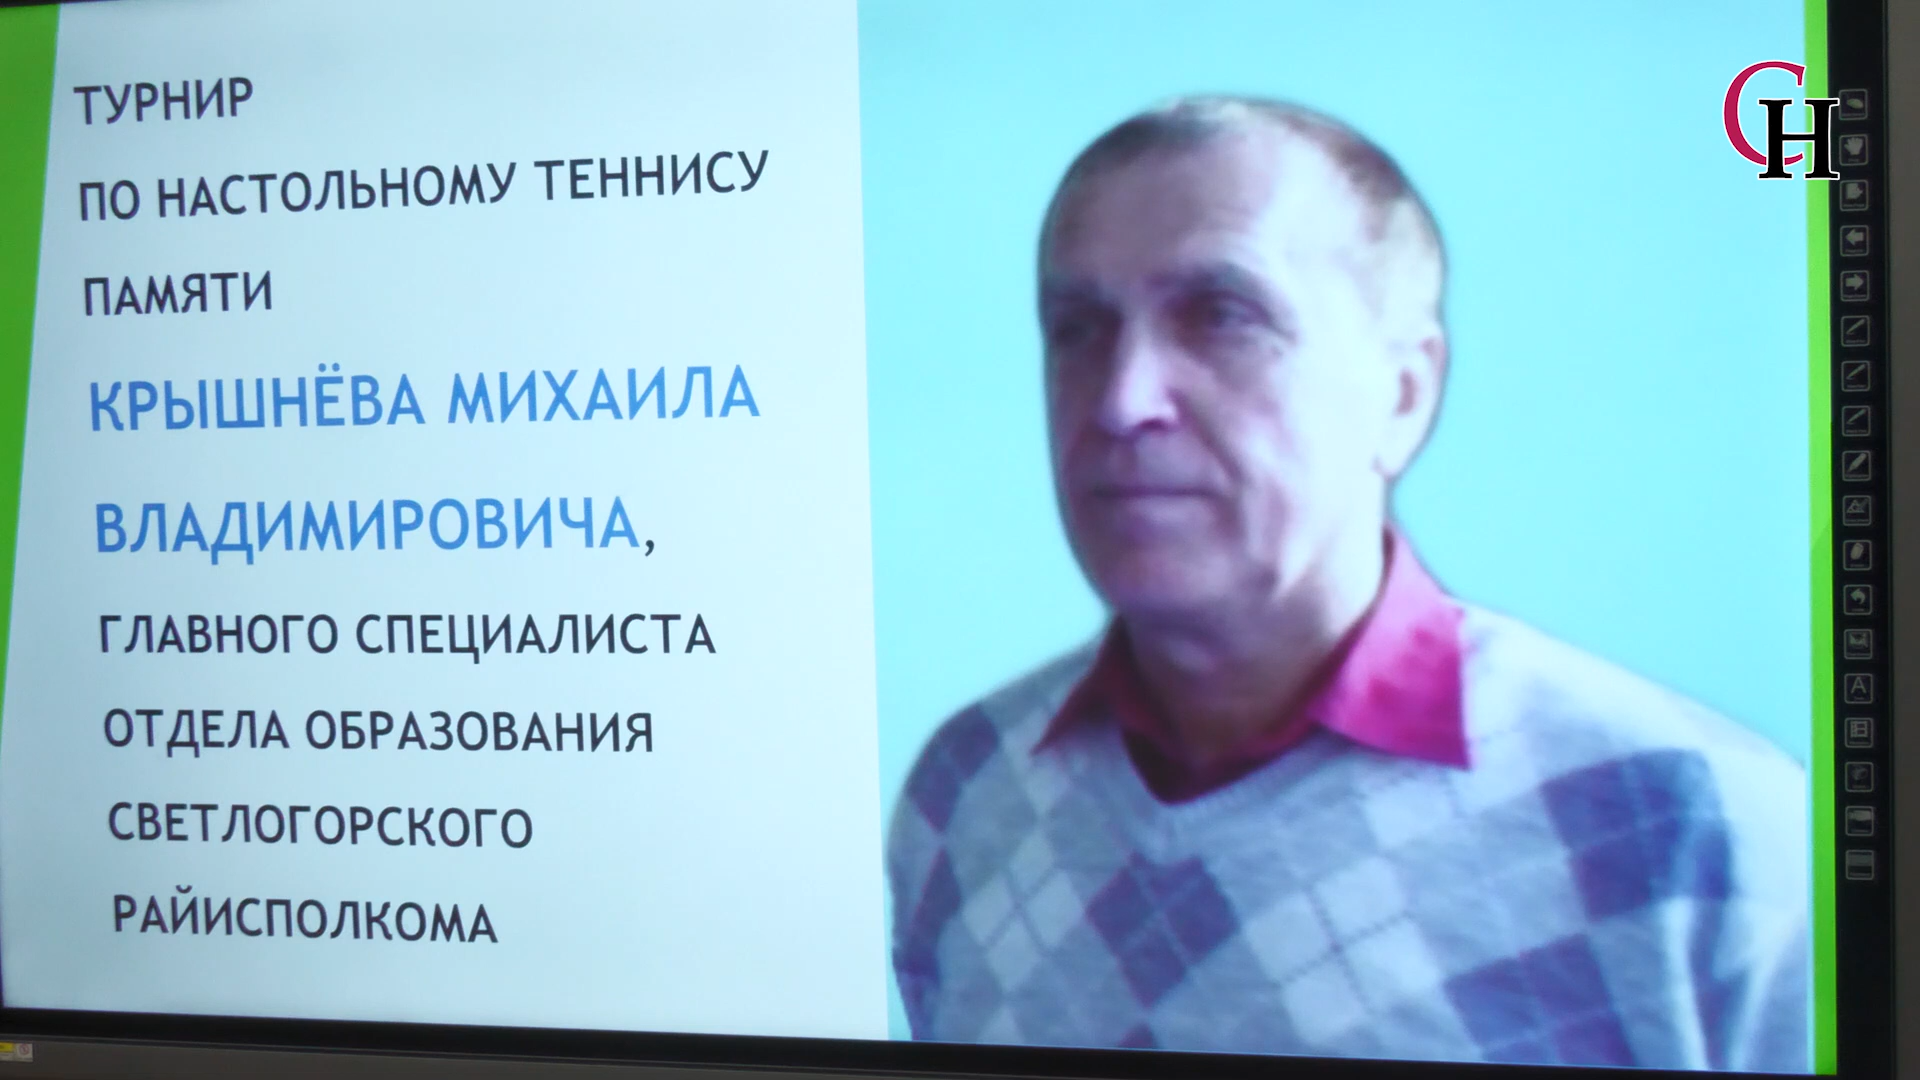 ТУРНИР
ПО НАСТОЛЬНОМУ ТЕННИСУ
ПАМЯТИ
КРЫШНЁВА МИХАИЛА
ВЛАДИМИРОВИЧА,
ГЛАВНОГО СПЕЦИАЛИСТА
ОТДЕЛА ОБРАЗОВАНИЯ
СВЕТЛОГОРСКОГО
РАЙИСПОЛКОМА
СН